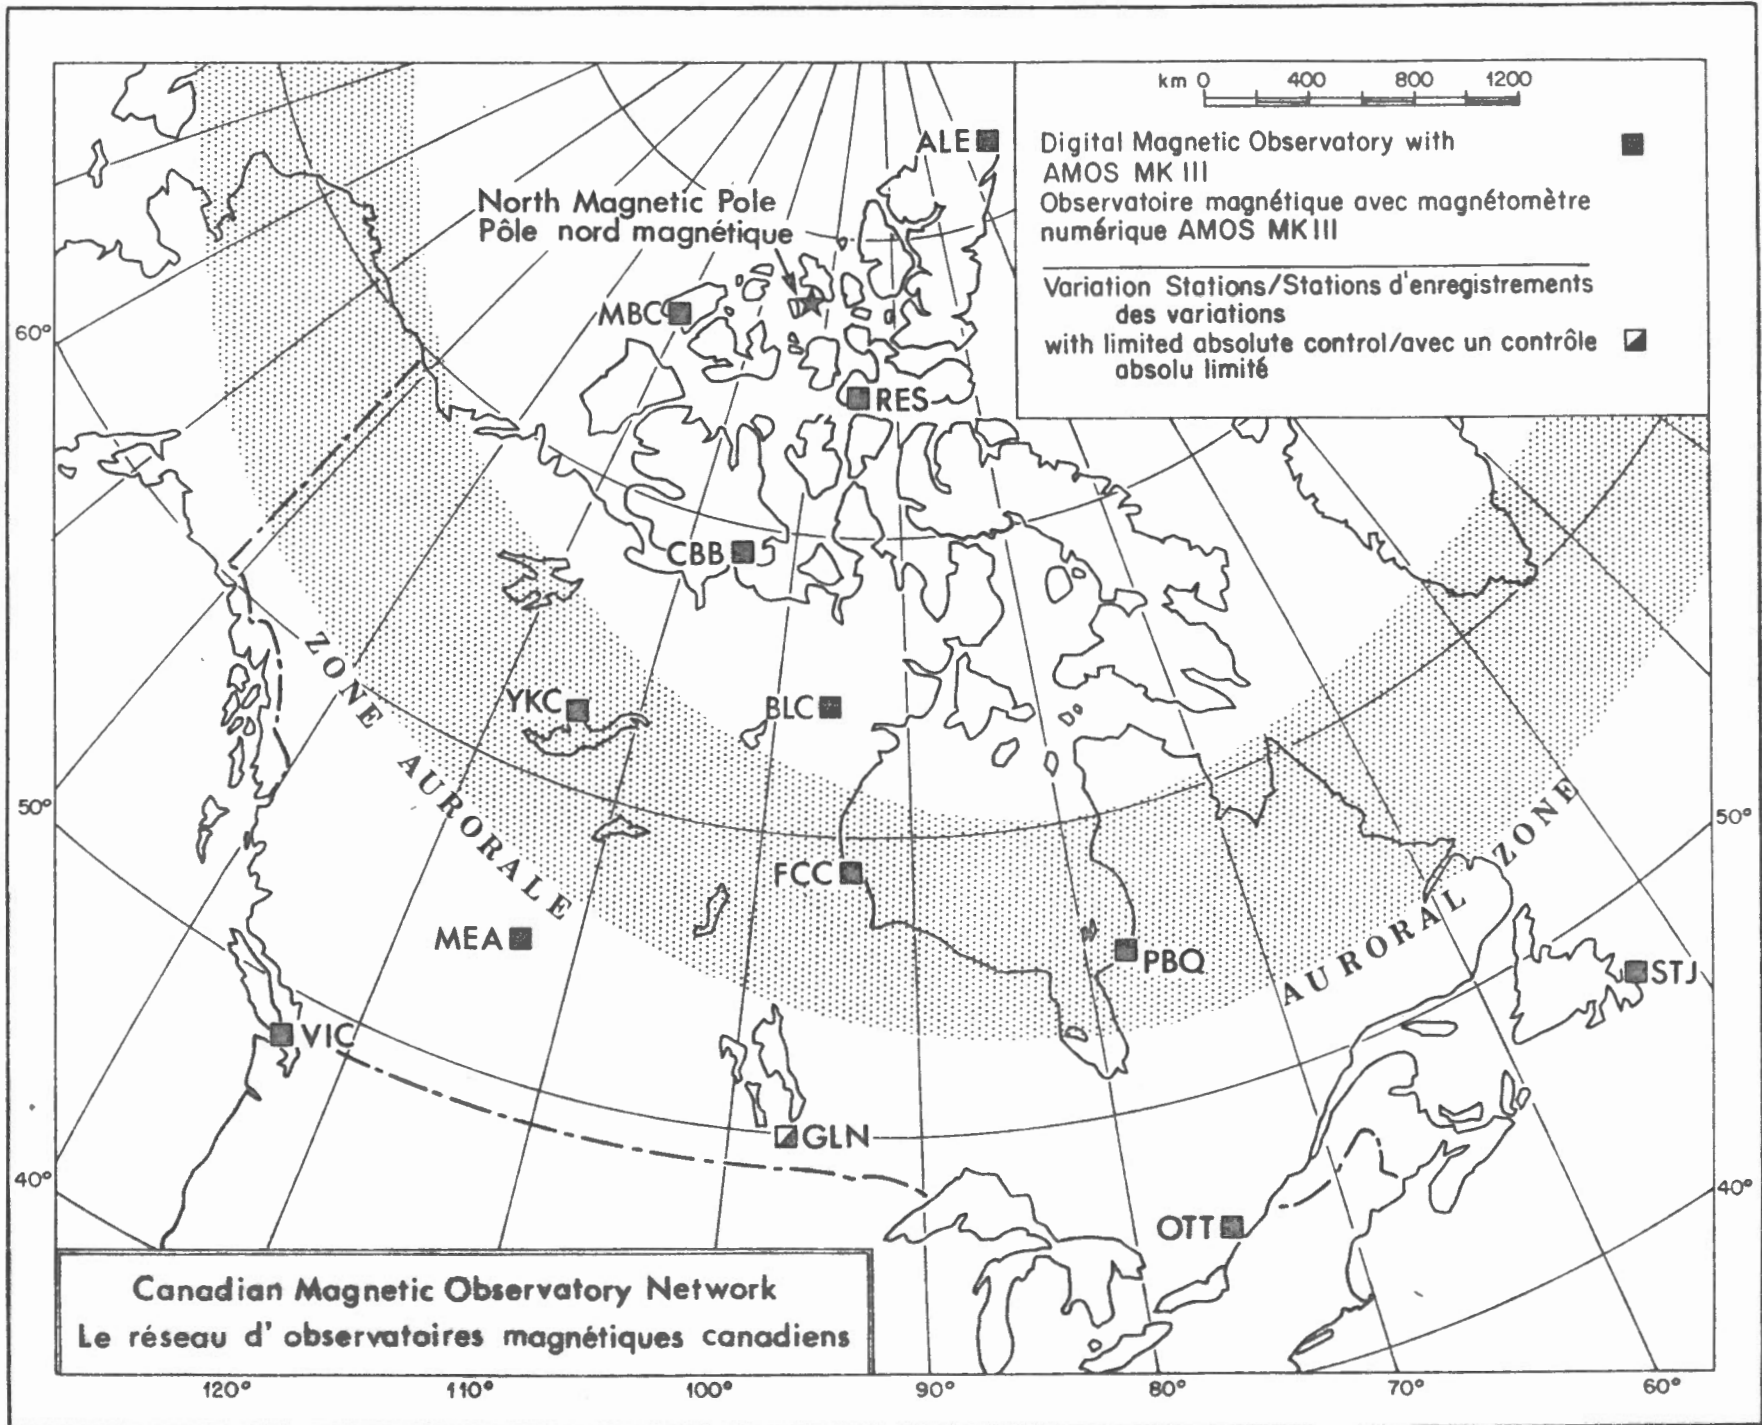 km 0 400 800 1200
ALE
Digital Magnetic Observatory with
AMOS MK III
Observatoire magnétique avec magnétomètre
numérique AMOS MK III
North Magnetic Pole
Pôle nord magnétique
Variation Stations/Stations d'enregistrements
des variations
with limited absolute control/avec un contrôle
absolu limité
MBC
60°
RES
CBB
ZONE AURORALE
YKC
BLC
50°
50°
FCC
AURORAL ZONE
MEA
PBQ
STJ
VIC
GLN
40°
40°
OTT
Canadian Magnetic Observatory Network
Le réseau d' observatoires magnétiques canadiens
120° 110° 100° 90° 80° 70° 60°